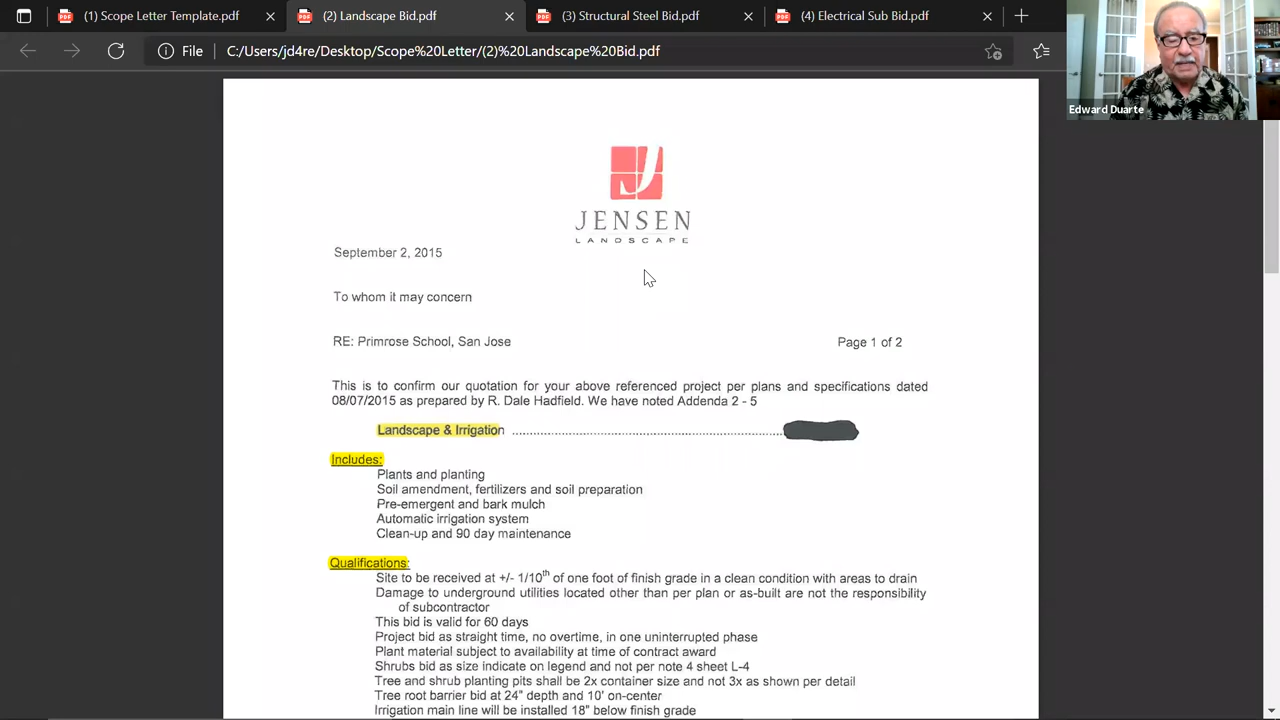 (1) Scope Letter Template.pdf
(2) Landscape Bid.pdf
(3) Structural Steel Bid.pdf
(4) Electrical Sub Bid.pdf
File
C:/Users/jd4re/Desktop/Scope%20Letter/(2)%20Landscape%20Bid.pdf
Edward Duarte
JENSEN
LANDSCAPE
September 2, 2015
To whom it may concern
RE: Primrose School, San Jose Page 1 of 2
This is to confirm our quotation for your above referenced project per plans and specifications dated
08/07/2015 as prepared by R. Dale Hadfield. We have noted Addenda 2 - 5
Landscape & Irrigation
Includes:
Plants and planting
Soil amendment, fertilizers and soil preparation
Pre-emergent and bark mulch
Automatic irrigation system
Clean-up and 90 day maintenance
Qualifications:
Site to be received at +/- 1/10th of one foot of finish grade in a clean condition with areas to drain
Damage to underground utilities located other than per plan or as-built are not the responsibility
of subcontractor
This bid is valid for 60 days
Project bid as straight time, no overtime, in one uninterrupted phase
Plant material subject to availability at time of contract award
Shrubs bid as size indicate on legend and not per note 4 sheet L-4
Tree and shrub planting pits shall be 2x container size and not 3x as shown per detail
Tree root barrier bid at 24" depth and 10' on-center
Irrigation main line will be installed 18" below finish grade